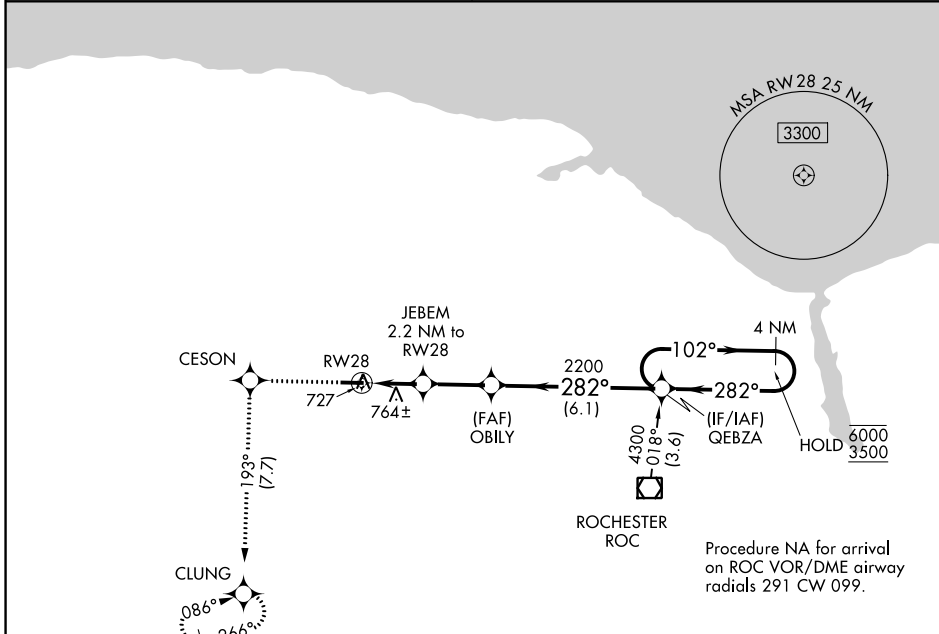 MSA RW28 25 NM
3300
JEBEM
2.2 NM to
RW28
4 NM
CESON
RW28
2200
102°
282°
282°
727
764±
(6.1)
(FAF)
OBILY
(IF/IAF)
QEBZA
HOLD
6000
3500
4300
018°
(3.6)
193°
(7.7)
ROCHESTER
ROC
Procedure NA for arrival
on ROC VOR/DME airway
radials 291 CW 099.
CLUNG
086°
266°